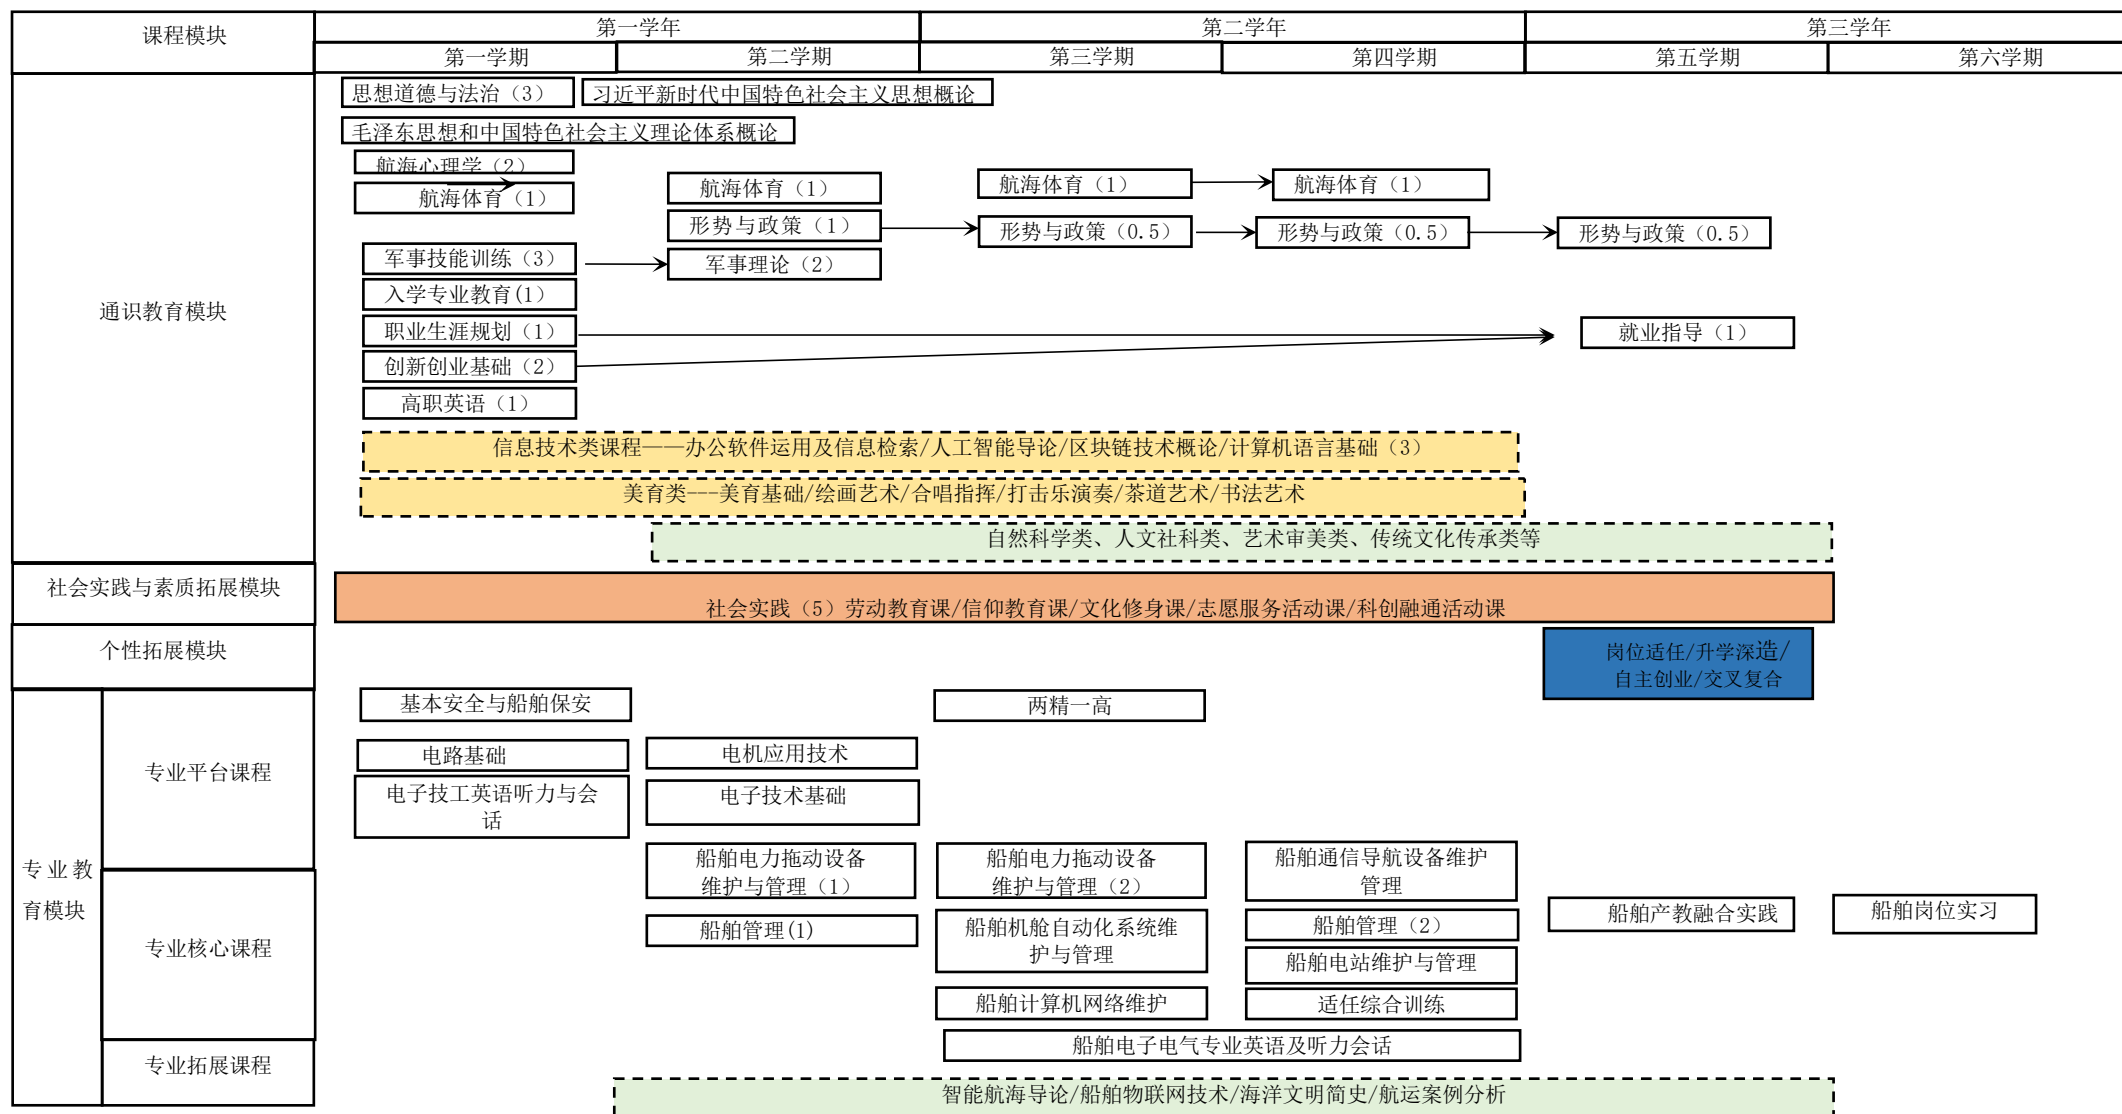 课程模块
第一学年
第二学年
第三学年
第一学期
第二学期
第三学期
第四学期
第五学期
第六学期
思想道德与法治（3）
习近平新时代中国特色社会主义思想概论
毛泽东思想和中国特色社会主义理论体系概论
航海心理学（2）
航海体育（1）
航海体育（1）
航海体育（1）
航海体育（1）
形势与政策（1）
形势与政策（0.5）
形势与政策（0.5）
形势与政策（0.5）
军事技能训练（3）
军事理论（2）
入学专业教育(1）
通识教育模块
职业生涯规划（1）
就业指导（1）
创新创业基础（2）
高职英语（1）
信息技术类课程——办公软件运用及信息检索/人工智能导论/区块链技术概论/计算机语言基础（3）
美育类---美育基础/绘画艺术/合唱指挥/打击乐演奏/茶道艺术/书法艺术
自然科学类、人文社科类、艺术审美类、传统文化传承类等
社会实践与素质拓展模块
社会实践（5）劳动教育课/信仰教育课/文化修身课/志愿服务活动课/科创融通活动课
个性拓展模块
岗位适任/升学深造/
自主创业/交叉复合
专业教
育模块
专业平台课程
基本安全与船舶保安
两精一高
电路基础
电机应用技术
电子技工英语听力与会
话
电子技术基础
船舶电力拖动设备
维护与管理（1）
船舶电力拖动设备
维护与管理（2）
船舶通信导航设备维护
管理
专业核心课程
船舶管理(1)
船舶机舱自动化系统维
护与管理
船舶管理（2）
船舶产教融合实践
船舶岗位实习
船舶电站维护与管理
船舶计算机网络维护
适任综合训练
船舶电子电气专业英语及听力会话
专业拓展课程
智能航海导论/船舶物联网技术/海洋文明简史/航运案例分析